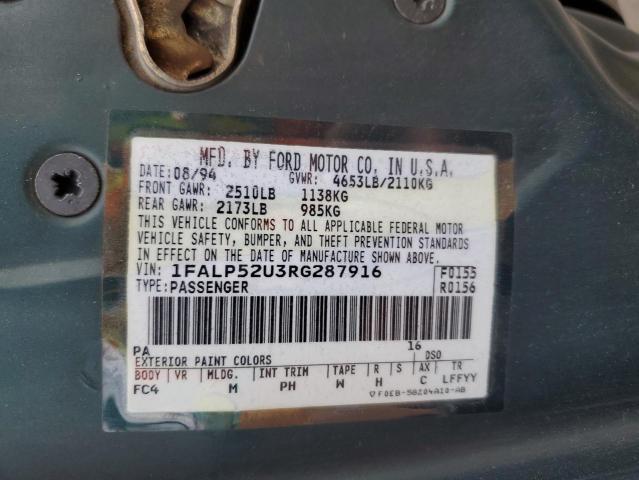 MFD. BY FORD MOTOR CO. IN U.S.A.
DATE: 08/94 GVWR: 4653LB/2110KG
FRONT GAWR: 2510LB 1138KG
REAR GAWR: 2173LB 985KG
THIS VEHICLE CONFORMS TO ALL APPLICABLE FEDERAL MOTOR
VEHICLE SAFETY, BUMPER, AND THEFT PREVENTION STANDARDS
IN EFFECT ON THE DATE OF MANUFACTURE SHOWN ABOVE.
VIN: 1FALP52U3RG287916 F0155
TYPE: PASSENGER R0156
PA 16
EXTERIOR PAINT COLORS DSO
BODY VR MLDG. INT TRIM TAPE R S AX TR
FC4 M PH W H C LFFYY
▽F0EB-58204A10-AB